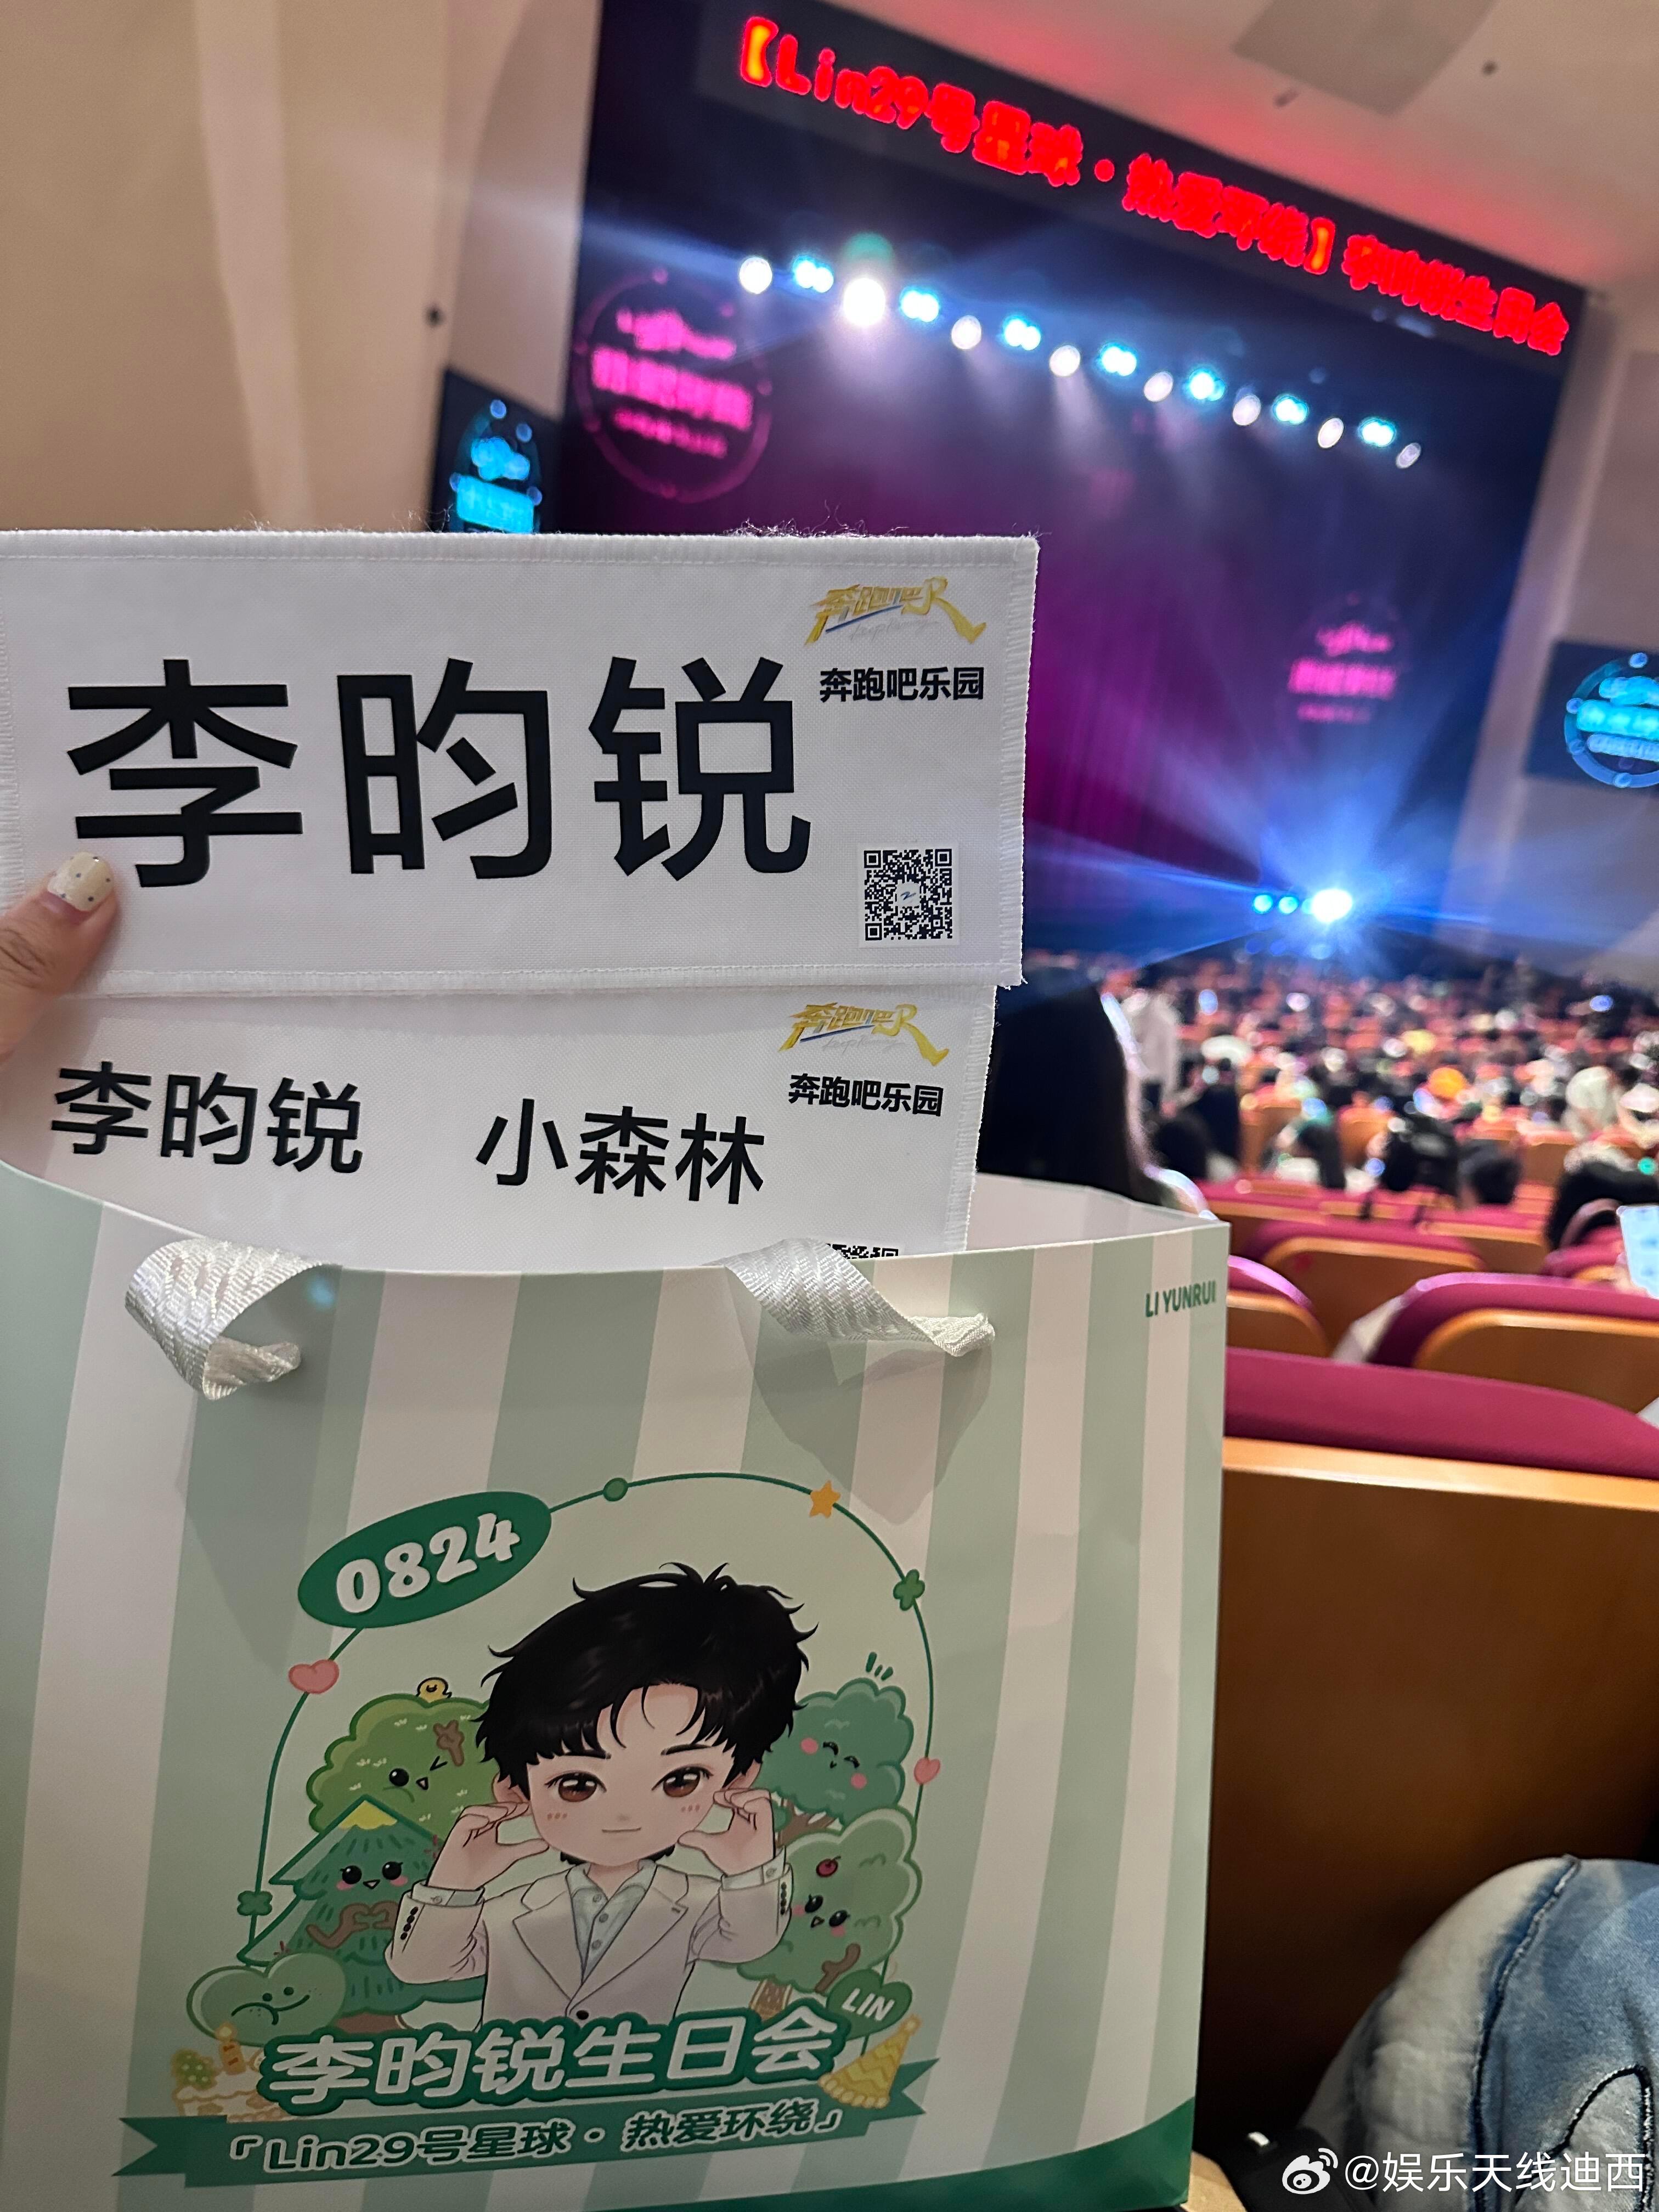 【Lin29号星球·热爱环绕】李昀锐生日会
奔跑吧
奔跑吧乐园
李昀锐
奔跑吧
奔跑吧乐园
李昀锐 小森林
LI YUNRUI
0824
LIN
李昀锐生日会
「Lin29号星球·热爱环绕」
@娱乐天线迪西